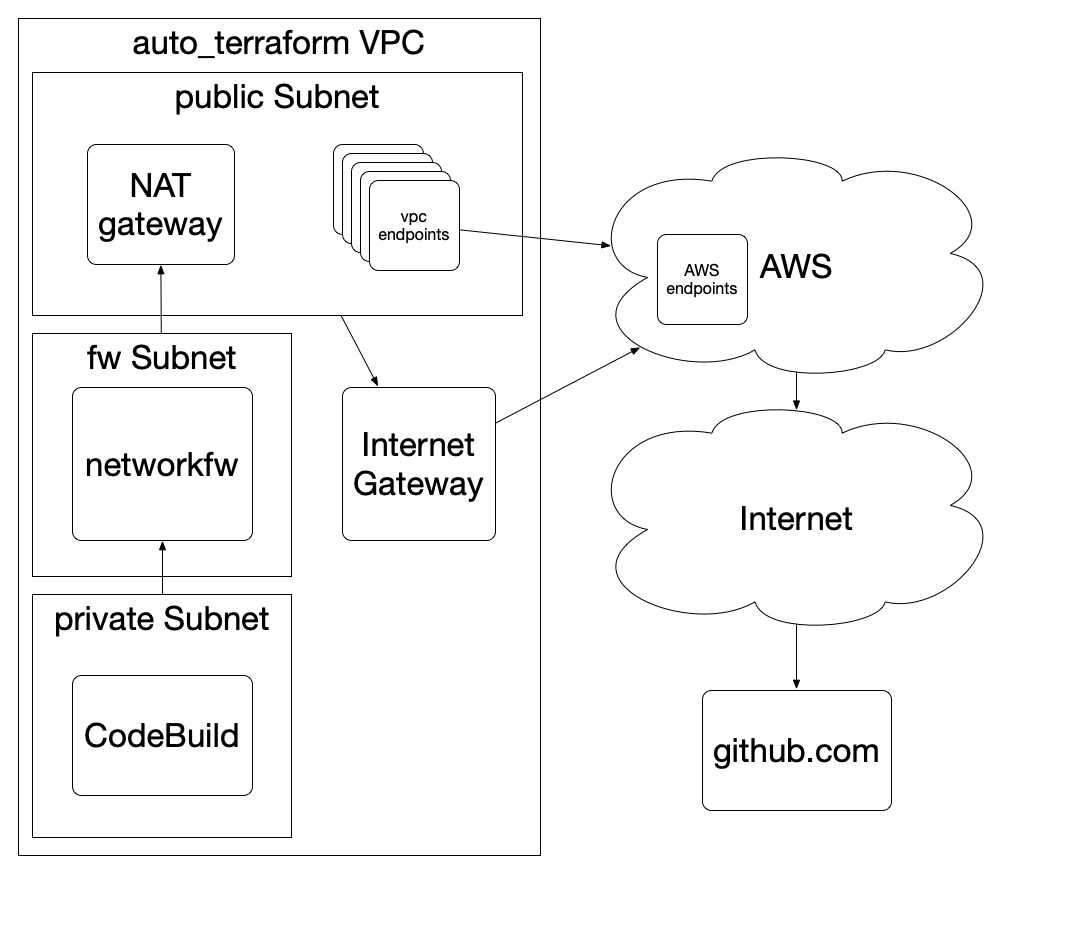 auto_terraform VPC
public Subnet
NAT
gateway
vpc
endpoints
AWS
endpoints
AWS
fw Subnet
networkfw
Internet
Gateway
Internet
private Subnet
CodeBuild
github.com